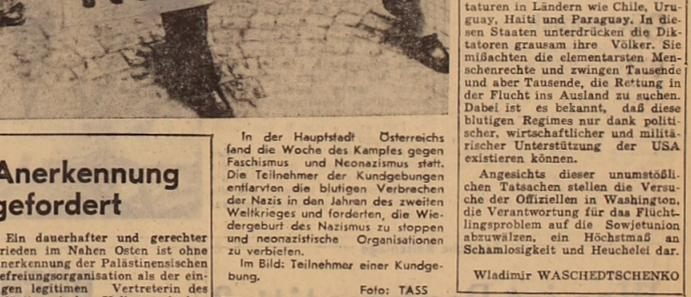 In der Hauptstadt Österreichs
fand die Woche des Kampfes gegen
Faschismus und Neonazismus statt.
Die Teilnehmer der Kundgebungen
entlarvten die blutigen Verbrechen
der Nazis in den Jahren des zweiten
Weltkrieges und forderten, die Wie-
dergeburt des Nazismus zu stoppen
und neonazistische Organisationen
zu verbieten.
Im Bild: Teilnehmer einer Kundge-
bung.
Foto: TASS
Anerkennung
gefordert
Ein dauerhafter und gerechter
rieden im Nahen Osten ist ohne
nerkennung der Palästinensischen
efreiungsorganisation als der ein-
gen legitimen Vertreterin des
taturen in Ländern wie Chile, Uru-
guay, Haiti und Paraguay. In die-
sen Staaten unterdrücken die Dik-
tatoren grausam ihre Völker. Sie
mißachten die elementarsten Men-
schenrechte und zwingen Tausende
und aber Tausende, die Rettung in
der Flucht ins Ausland zu suchen.
Dabei ist es bekannt, daß diese
blutigen Regimes nur dank politi-
scher, wirtschaftlicher und militä-
rischer Unterstützung der USA
existieren können.
Angesichts dieser unumstößli-
chen Tatsachen stellen die Versu-
che der Offiziellen in Washington,
die Verantwortung für das Flücht-
lingsproblem auf die Sowjetunion
abzuwälzen, ein Höchstmaß an
Schamlosigkeit und Heuchelei dar.
Wladimir WASCHEDTSCHENKO